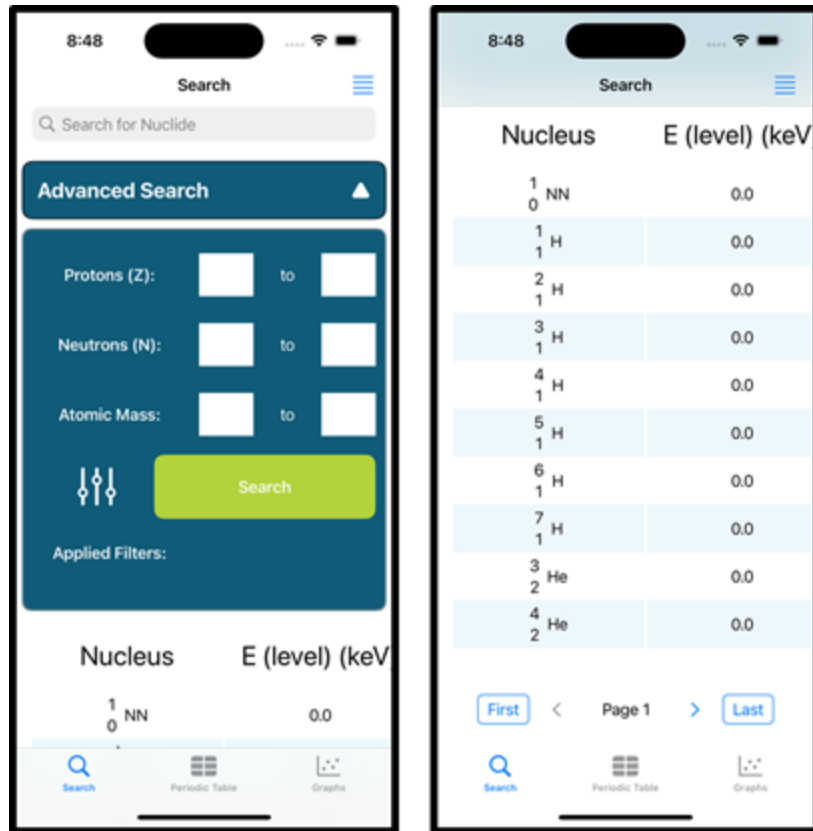 8:48
Search
Search for Nuclide
Advanced Search
Protons (Z): to
Neutrons (N): to
Atomic Mass: to
Search
Applied Filters:
Nucleus E (level) (keV
1
0 NN 0.0
Search Periodic Table Graphs
8:48
Search
Nucleus E (level) (keV)
1
0 NN 0.0
1
1 H 0.0
2
1 H 0.0
3
1 H 0.0
4
1 H 0.0
5
1 H 0.0
6
1 H 0.0
7
1 H 0.0
3
2 He 0.0
4
2 He 0.0
First < Page 1 > Last
Search Periodic Table Graphs